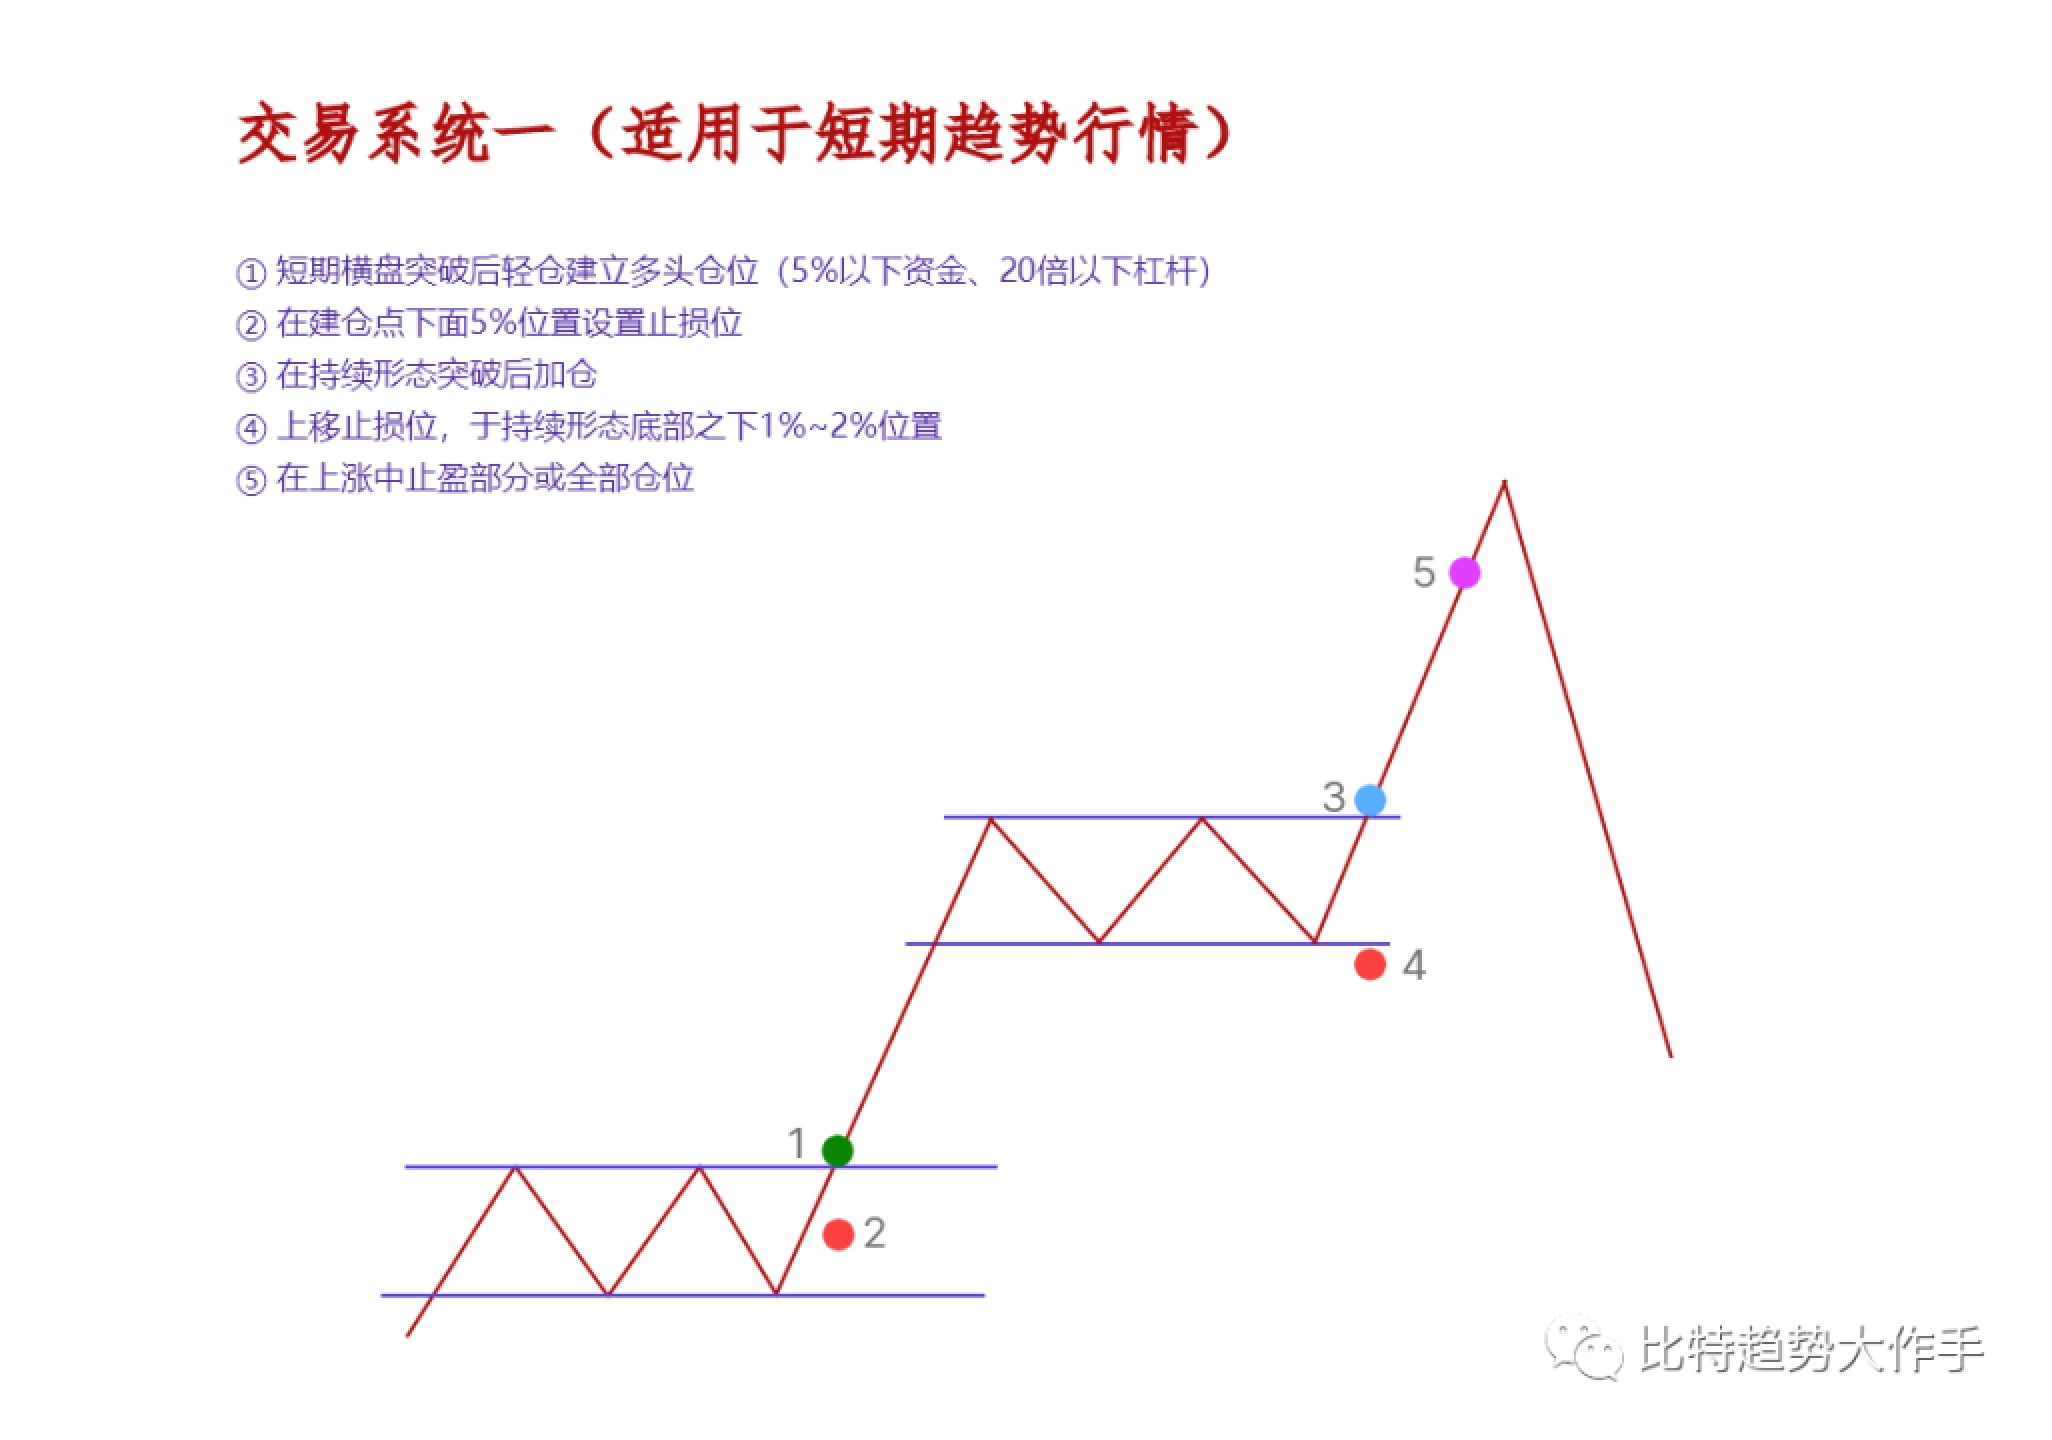 交易系统一（适用于短期趋势行情）
① 短期横盘突破后轻仓建立多头仓位（5%以下资金、20倍以下杠杆）
② 在建仓点下面5%位置设置止损位
③ 在持续形态突破后加仓
④ 上移止损位，于持续形态底部之下1%~2%位置
⑤ 在上涨中止盈部分或全部仓位
5
3
4
1
2
比特趋势大作手